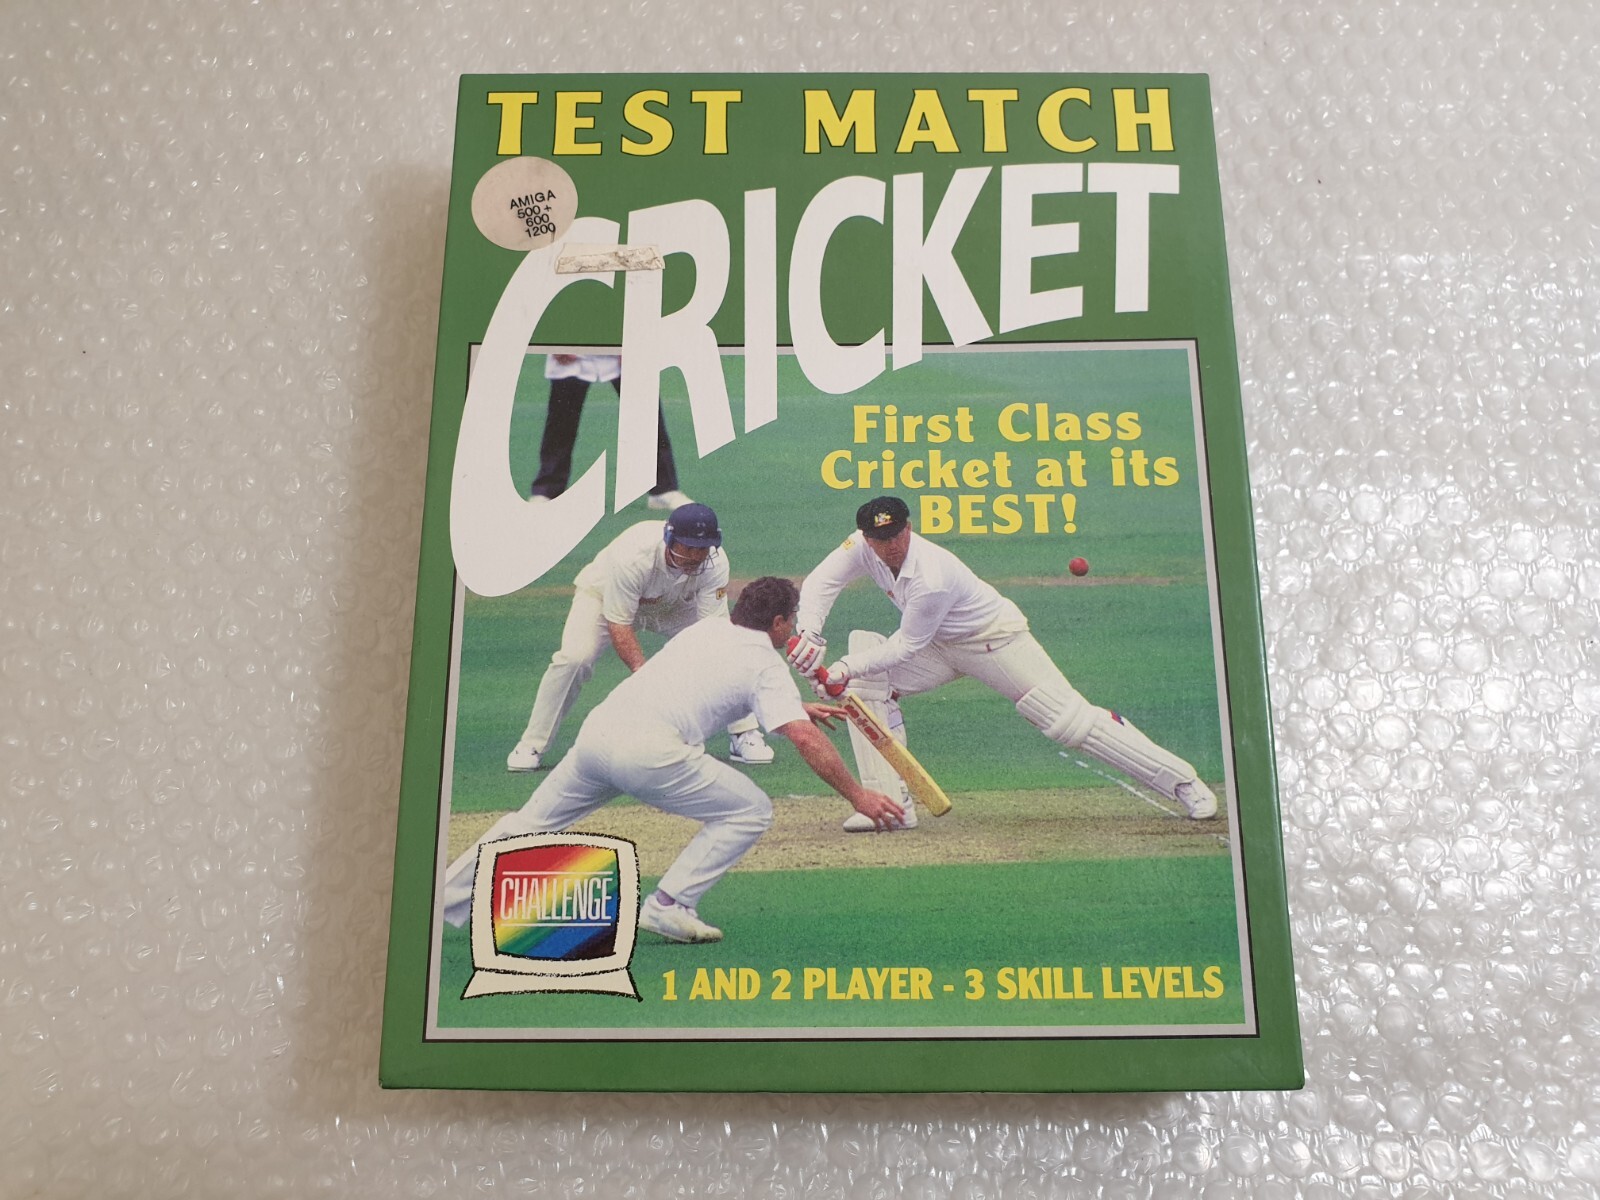 TEST MATCH
CRICKET
AMIGA
500 +
600
1200
First Class
Cricket at its
BEST!
CHALLENGE
1 AND 2 PLAYER - 3 SKILL LEVELS